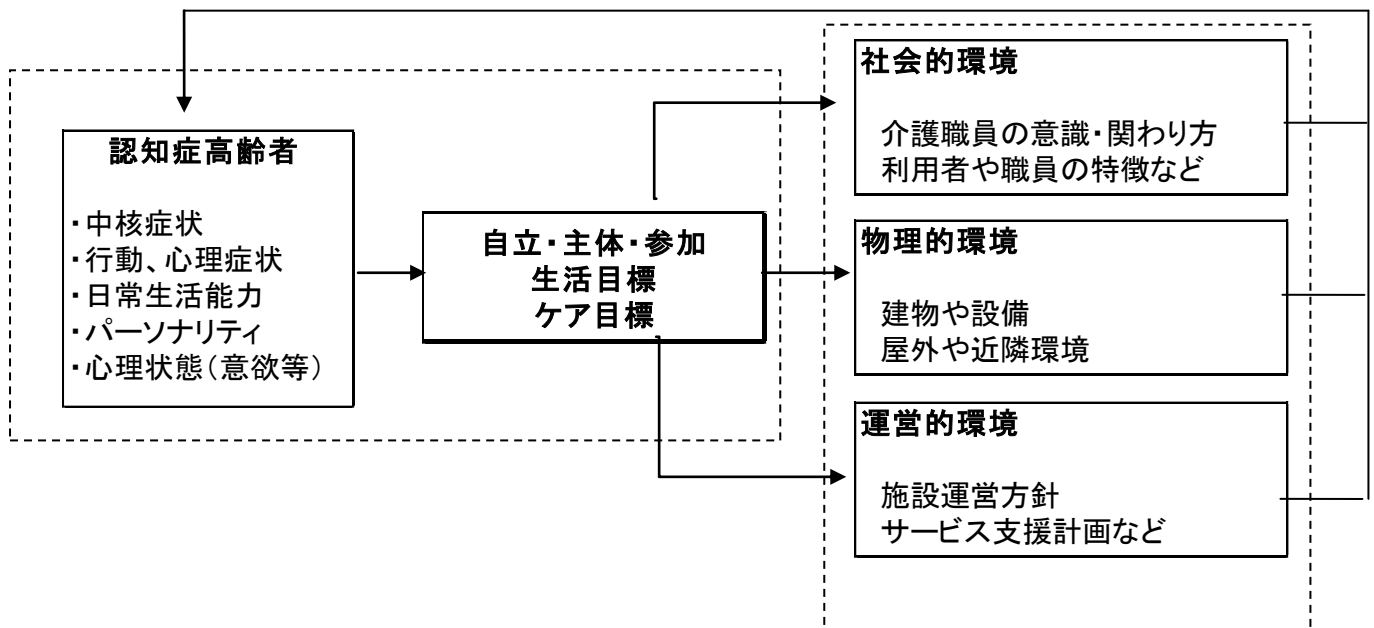 認知症高齢者
・中核症状
・行動、心理症状
・日常生活能力
・パーソナリティ
・心理状態(意欲等)
自立・主体・参加
生活目標
ケア目標
社会的環境
介護職員の意識・関わり方
利用者や職員の特徴など
物理的環境
建物や設備
屋外や近隣環境
運営的環境
施設運営方針
サービス支援計画など